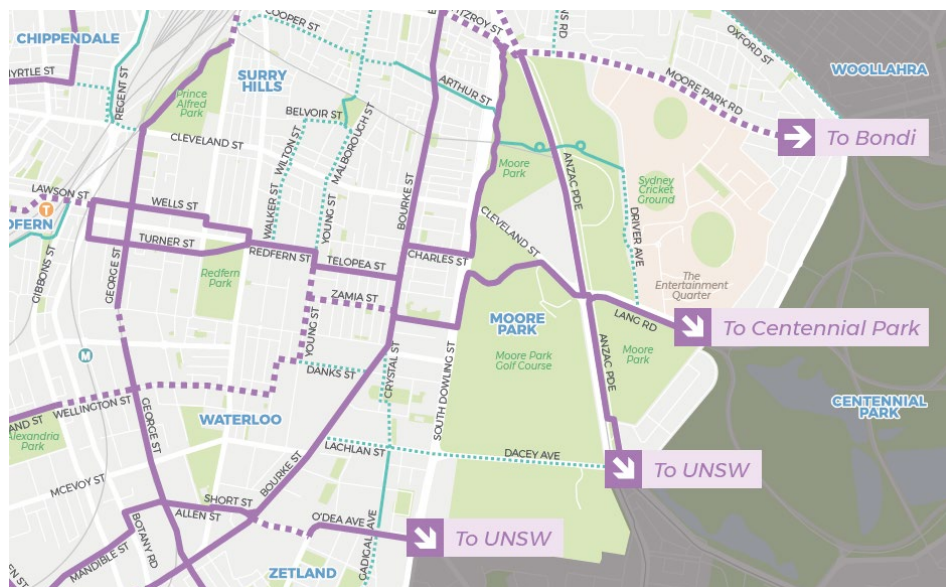 CHIPPENDALE
MYRTLE ST
REGENT ST
COOPER ST
SURRY
HILLS
Prince
Alfred
Park
CLEVELAND ST
BELVOIR ST
WILTON ST
MALBOROUGH ST
ARTHUR ST
OXFORD ST
WOOLLAHRA
MOORE PARK RD
To Bondi
LAWSON ST
T
WELLS ST
WALKER ST
YOUNG ST
BOURKE ST
Moore
Park
ANZAC PDE
Sydney
Cricket
Ground
DRIVER AVE
CLEVELAND ST
TURNER ST
REDFERN ST
TELOPEA ST
CHARLES ST
GIBBONS ST
GEORGE ST
Redfern
Park
ZAMIA ST
The
Entertainment
Quarter
LANG RD
To Centennial Park
MOORE
PARK
Moore Park
Golf Course
ANZAC PDE
Moore
Park
M
YOUNG ST
DANKS ST
CRYSTAL ST
SOUTH DOWLING ST
CENTENNIAL
PARK
WELLINGTON ST
WATERLOO
GEORGE ST
Alexandria
Park
LACHLAN ST
DACEY AVE
To UNSW
MCEVOY ST
BOURKE ST
SHORT ST
ALLEN ST
O'DEA AVE
To UNSW
BOTANY RD
MANDIBLE ST
GADIGAL AVE
ZETLAND